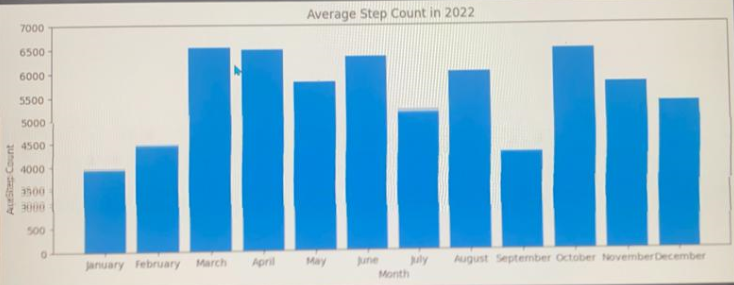 Average Step Count in 2022
7000
6500
6000
5500
5000
4500
4000
3500
3000
500
0
Count
January February March April May June July August September October November December
Month